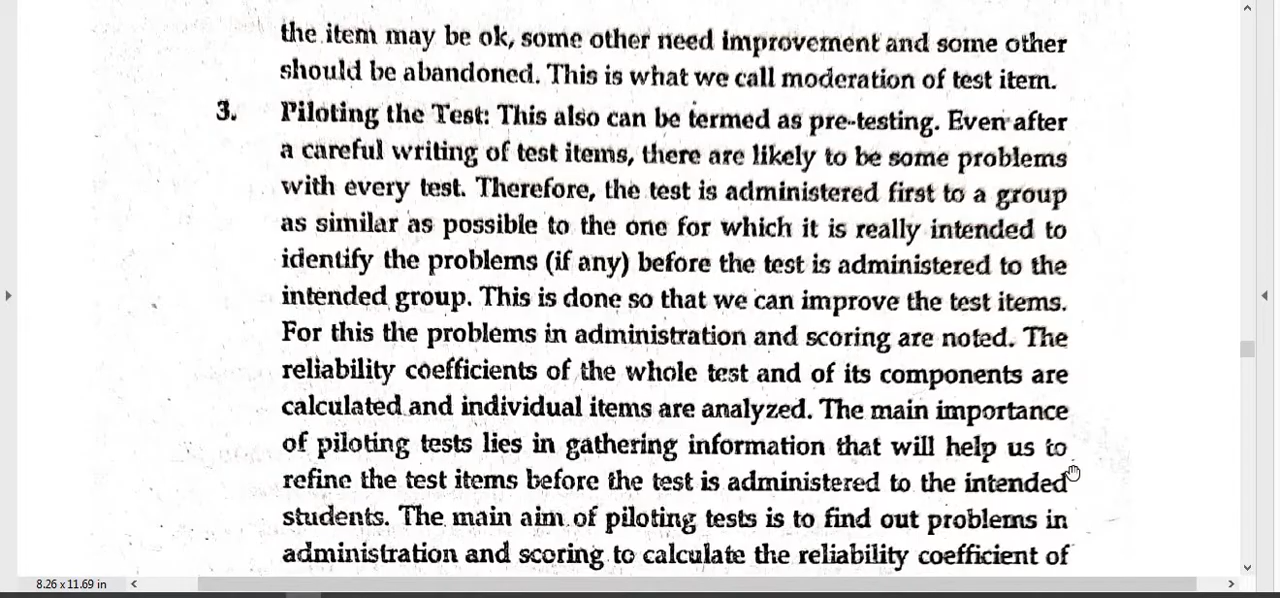 the item may be ok, some other need improvement and some other
should be abandoned. This is what we call moderation of test item.
3. Piloting the Test: This also can be termed as pre-testing. Even after
a careful writing of test items, there are likely to be some problems
with every test. Therefore, the test is administered first to a group
as similar as possible to the one for which it is really intended to
identify the problems (if any) before the test is administered to the
intended group. This is done so that we can improve the test items.
For this the problems in administration and scoring are noted. The
reliability coefficients of the whole test and of its components are
calculated and individual items are analyzed. The main importance
of piloting tests lies in gathering information that will help us to
refine the test items before the test is administered to the intended
students. The main aim of piloting tests is to find out problems in
administration and scoring to calculate the reliability coefficient of
8.26 x 11.69 in